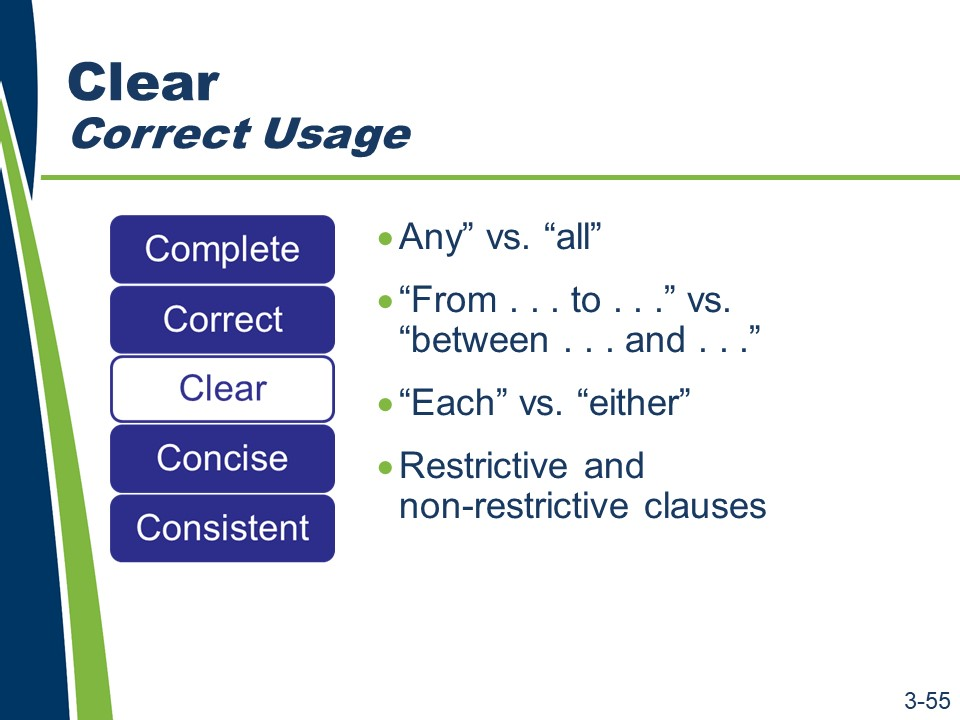 Clear
Correct Usage
Complete
Correct
Clear
Concise
Consistent
Any” vs. “all”
“From . . . to . . .” vs.
“between . . . and . . .”
“Each” vs. “either”
Restrictive and
non-restrictive clauses
3-55